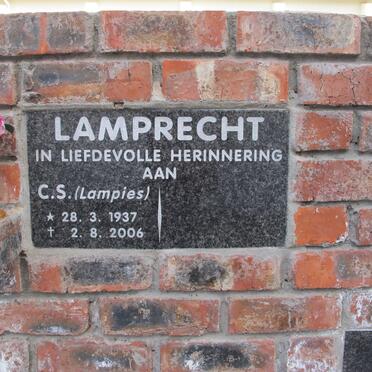 LAMPRECHT
IN LIEFDEVOLLE HERINNERING
AAN
C.S. (Lampies)
* 28. 3. 1937
† 2. 8. 2006